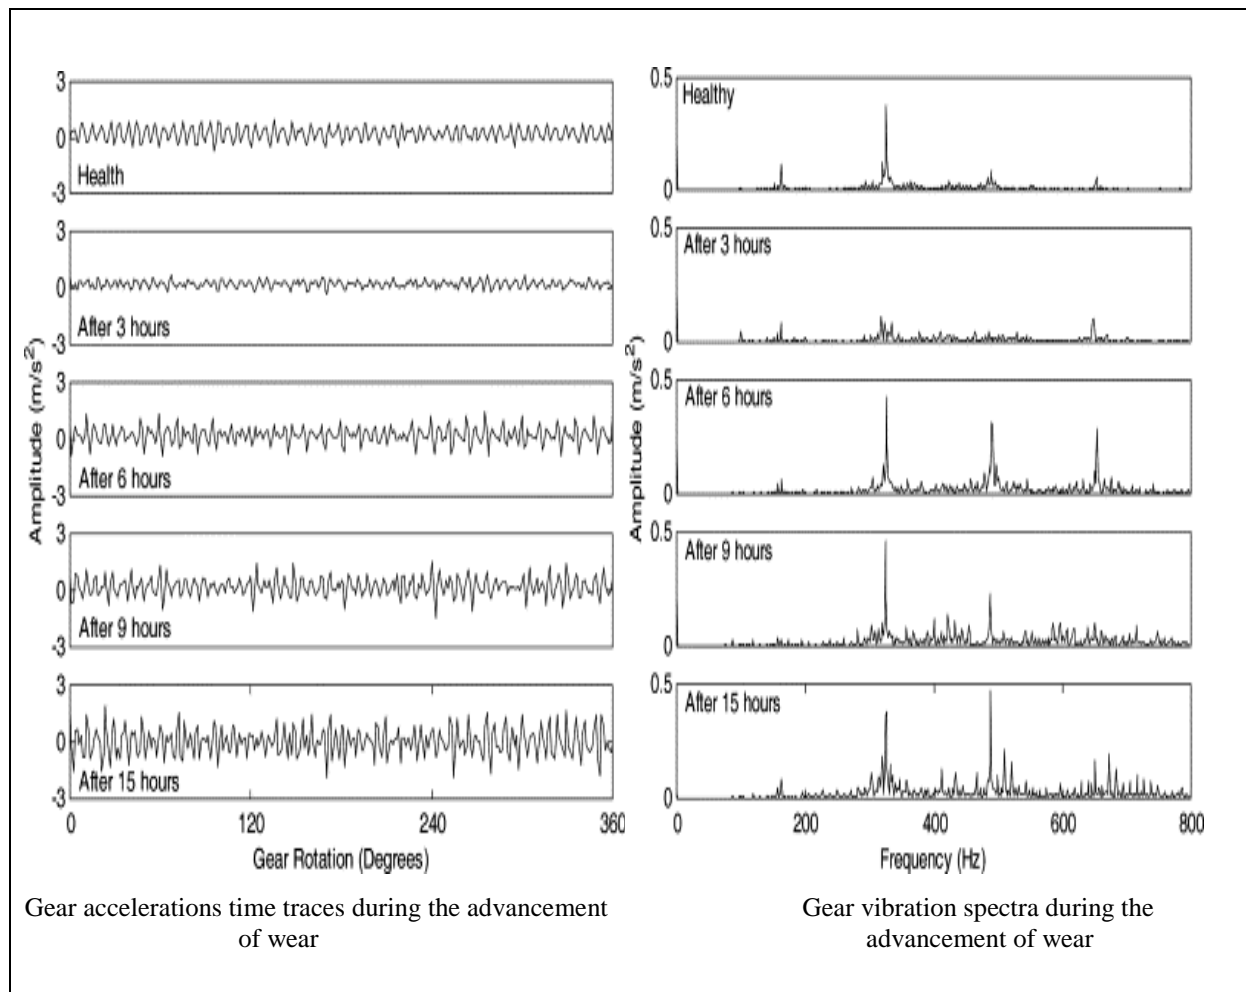 3
0
-3
Health
3
0
-3
After 3 hours
3
0
-3
After 6 hours
3
0
-3
After 9 hours
3
0
-3
After 15 hours
0 120 240 360
Gear Rotation (Degrees)
Amplitude (m/s²)
Gear accelerations time traces during the advancement
of wear
0.5
0
Healthy
0.5
0
After 3 hours
0.5
0
After 6 hours
0.5
0
After 9 hours
0.5
0
After 15 hours
0 200 400 600 800
Frequency (Hz)
Amplitude (m/s²)
Gear vibration spectra during the
advancement of wear